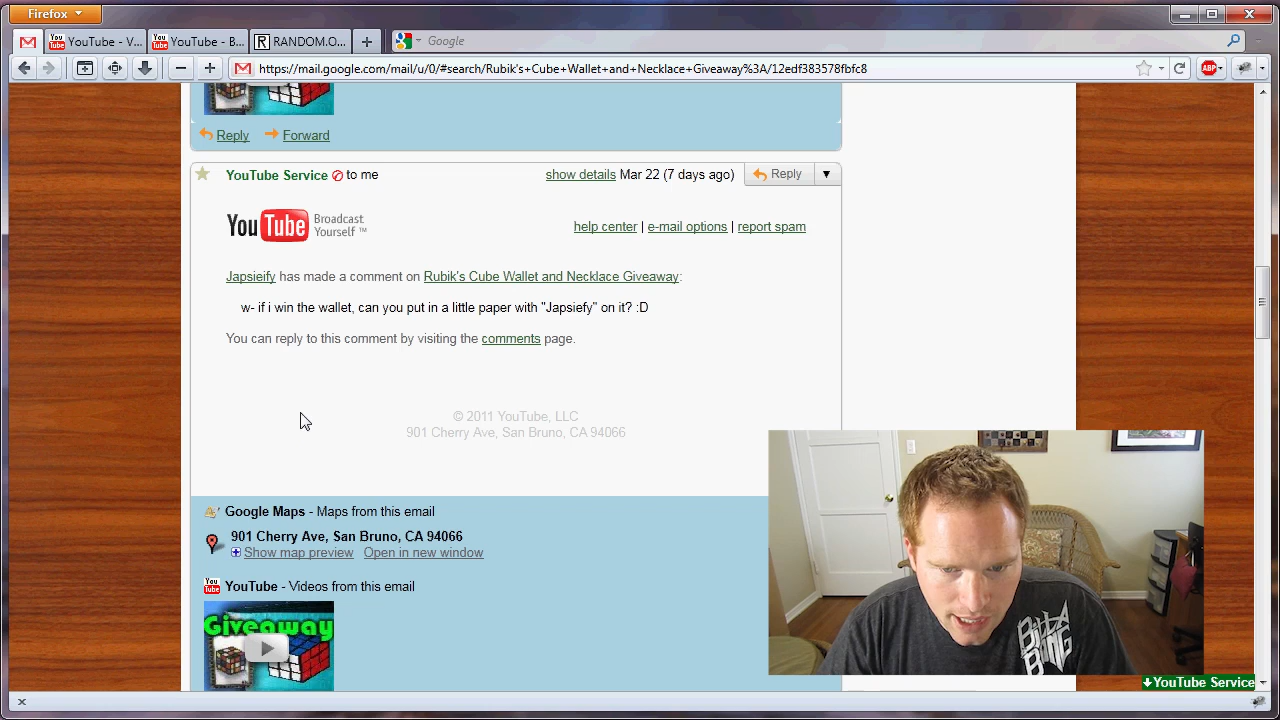 Firefox
YouTube - V...
YouTube - B...
RANDOM.O...
Google
https://mail.google.com/mail/u/0/#search/Rubik's+Cube+Wallet+and+Necklace+Giveaway%3A/12edf383578fbfc8
ABP
Reply Forward
YouTube Service to me show details Mar 22 (7 days ago) Reply
YouTube Broadcast Yourself ™
help center | e-mail options | report spam
Japsieify has made a comment on Rubik's Cube Wallet and Necklace Giveaway:
w- if i win the wallet, can you put in a little paper with "Japsiefy" on it? :D
You can reply to this comment by visiting the comments page.
© 2011 YouTube, LLC
901 Cherry Ave, San Bruno, CA 94066
Google Maps - Maps from this email
901 Cherry Ave, San Bruno, CA 94066
Show map preview Open in new window
YouTube - Videos from this email
Giveaway
BILLABONG
YouTube Service